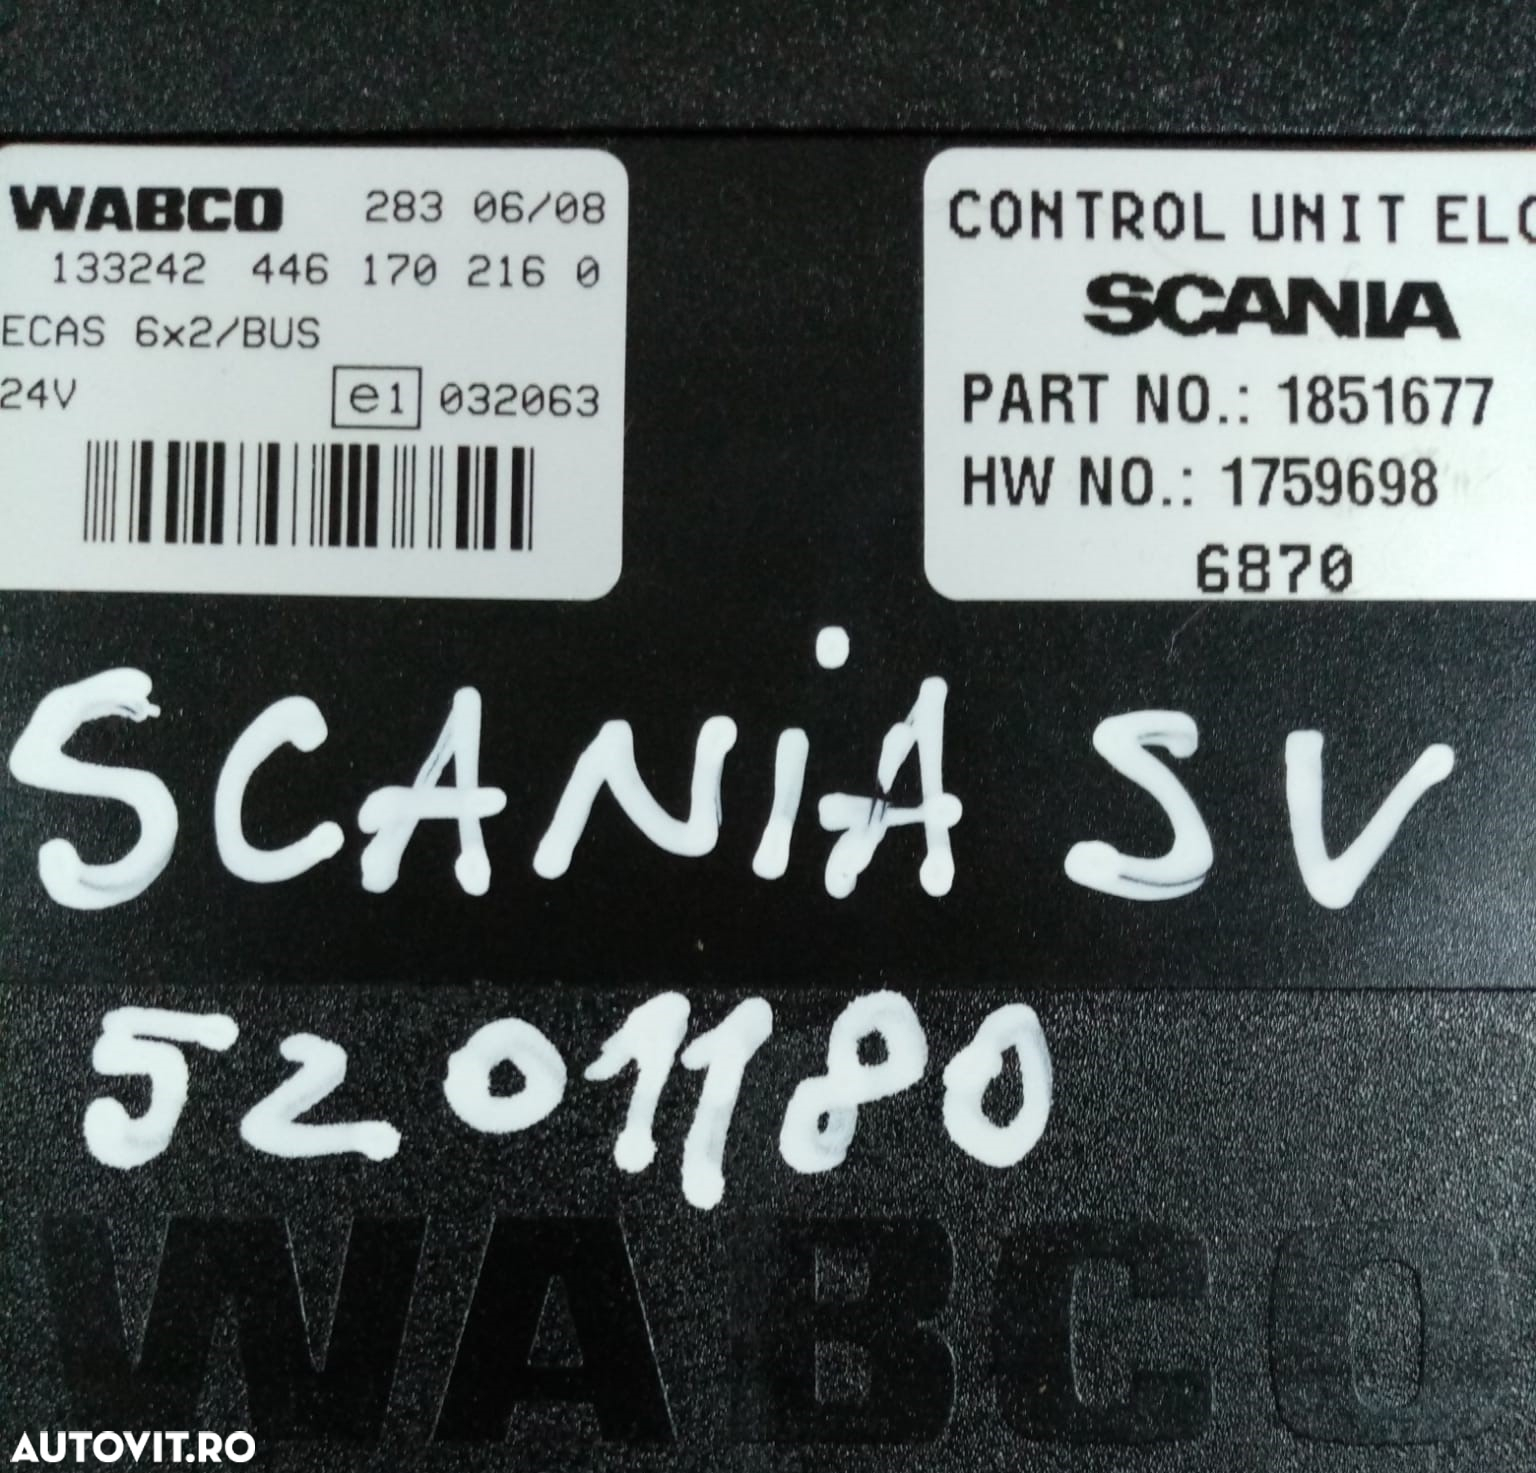 WABCO 283 06/08
133242 446 170 216 0
ECAS 6x2/BUS
24V e1 032063
CONTROL UNIT ELC
SCANIA
PART NO.: 1851677
HW NO.: 1759698
6870
SCANiA SV
5201180
WABCO
AUTOVIT.RO